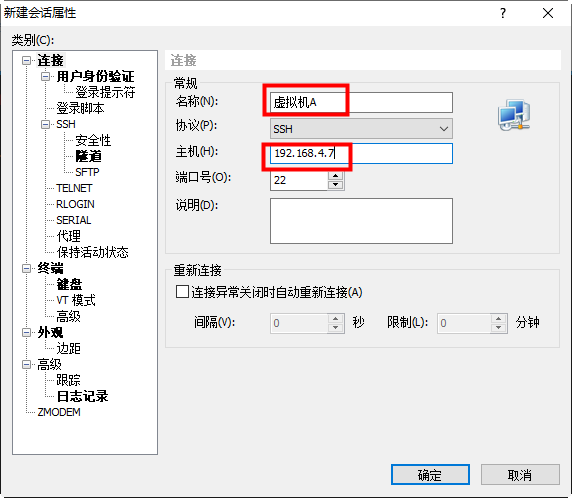 新建会话属性
类别(C):
连接
用户身份验证
登录提示符
登录脚本
SSH
安全性
隧道
SFTP
TELNET
RLOGIN
SERIAL
代理
保持活动状态
终端
键盘
VT 模式
高级
外观
边距
高级
跟踪
日志记录
ZMODEM
连接
常规
名称(N): 虚拟机A
协议(P): SSH
主机(H): 192.168.4.7
端口号(O): 22
说明(D):
重新连接
连接异常关闭时自动重新连接(A)
间隔(V): 0 秒 限制(L): 0 分钟
确定 取消